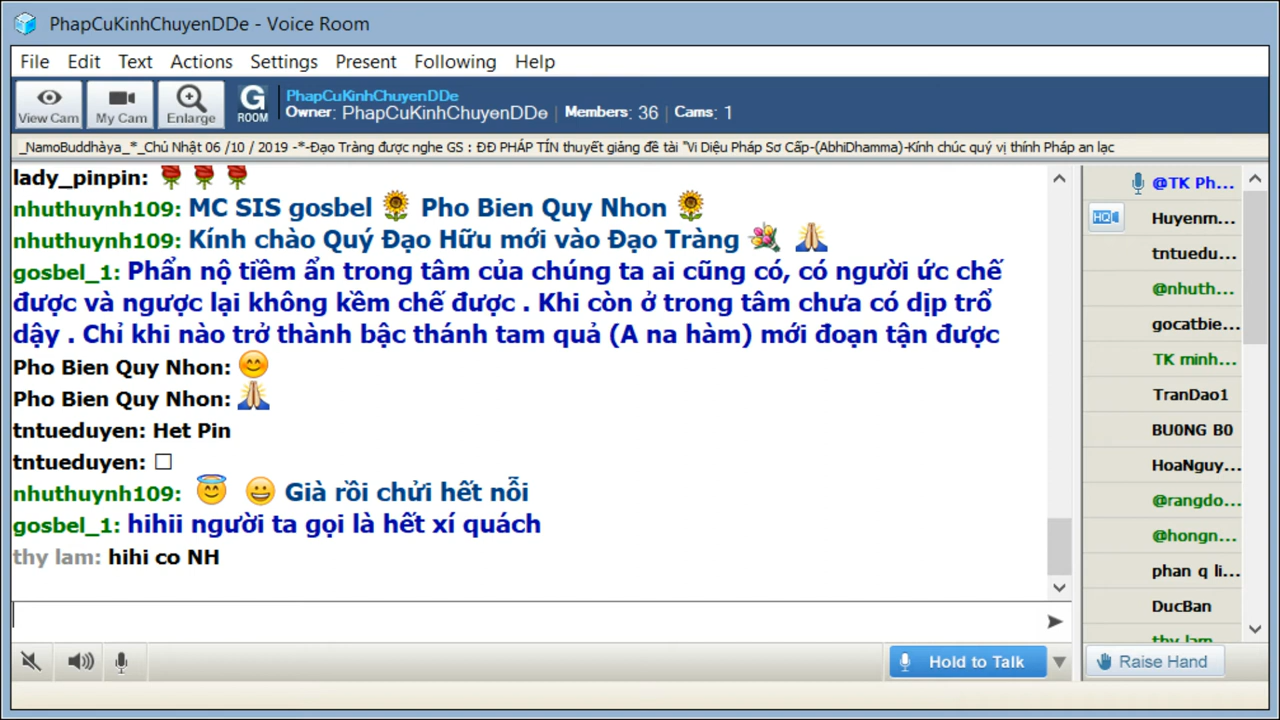 PhapCuKinhChuyenDDe - Voice Room
File Edit Text Actions Settings Present Following Help
View Cam My Cam Enlarge G ROOM
PhapCuKinhChuyenDDe
Owner: PhapCuKinhChuyenDDe | Members: 36 | Cams: 1
_NamoBuddhàya_*_Chủ Nhật 06 /10 / 2019 -*-Đạo Tràng được nghe GS : ĐĐ PHÁP TÍN thuyết giảng đề tài "Vi Diệu Pháp Sơ Cấp-(AbhiDhamma)-Kính chúc quý vị thính Pháp an lạc
lady_pinpin:
nhuthuynh109: MC SIS gosbel Pho Bien Quy Nhon
nhuthuynh109: Kính chào Quý Đạo Hữu mới vào Đạo Tràng
gosbel_1: Phẩn nộ tiềm ẩn trong tâm của chúng ta ai cũng có, có người ức chế
được và ngược lại không kềm chế được . Khi còn ở trong tâm chưa có dịp trổ
dậy . Chỉ khi nào trở thành bậc thánh tam quả (A na hàm) mới đoạn tận được
Pho Bien Quy Nhon:
Pho Bien Quy Nhon:
tntueduyen: Het Pin
tntueduyen: □
nhuthuynh109: Già rồi chửi hết nỗi
gosbel_1: hihii người ta gọi là hết xí quách
thy lam: hihi co NH
@TK Ph...
HQ Huyenm...
tntuedu...
@nhuth...
gocatbie...
TK minh...
TranDao1
BU0NG B0
HoaNguy...
@rangdo...
@hongn...
phan q li...
DucBan
thy lam
Hold to Talk
Raise Hand